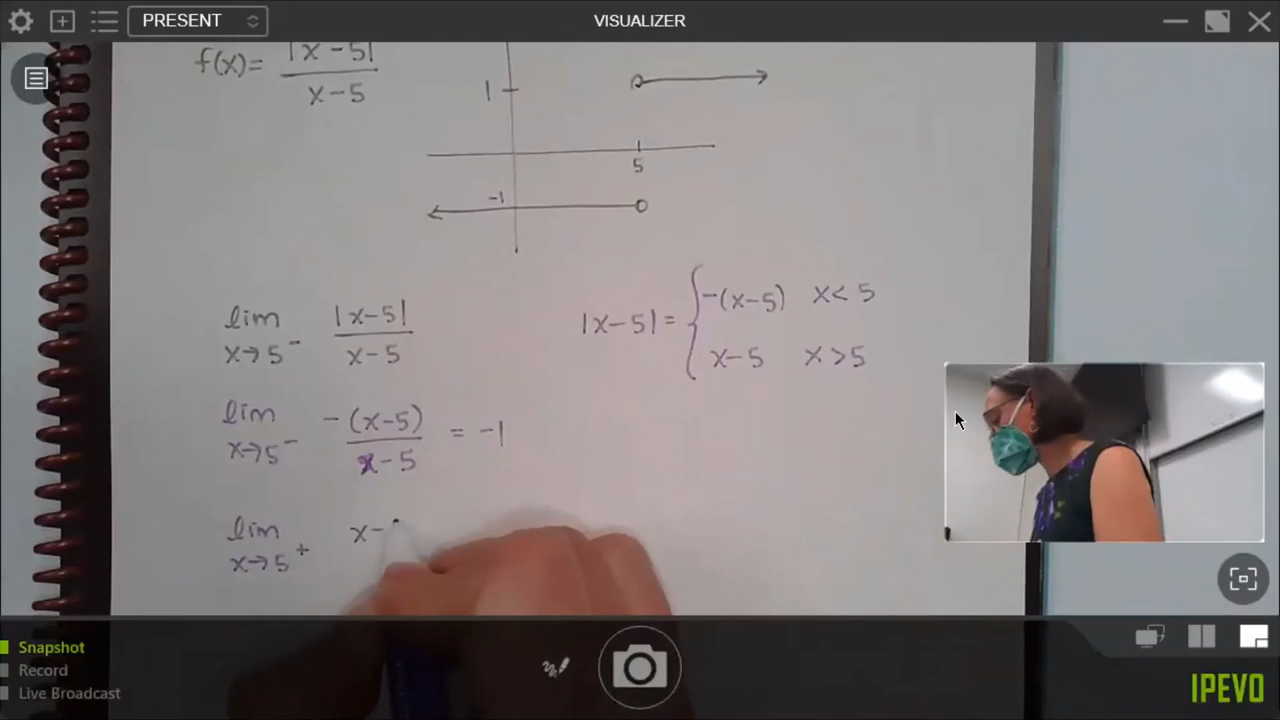 PRESENT
VISUALIZER
f(x)= |x-5| / x-5
1
5
-1
lim x→5⁻ |x-5| / x-5
|x-5| = { -(x-5) x<5
x-5 x>5
lim x→5⁻ -(x-5) / x-5 = -1
lim x→5⁺ x-
Snapshot
Record
Live Broadcast
IPEVO